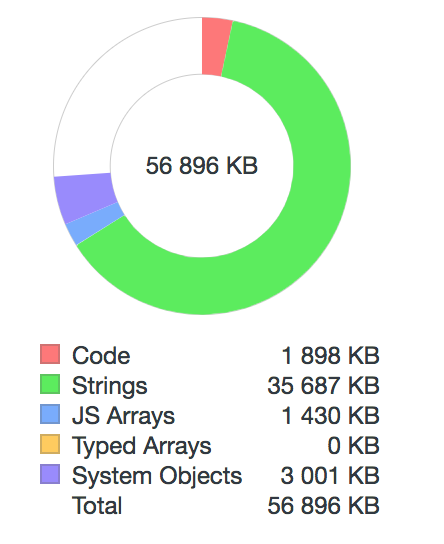 56 896 KB
Code 1 898 KB
Strings 35 687 KB
JS Arrays 1 430 KB
Typed Arrays 0 KB
System Objects 3 001 KB
Total 56 896 KB